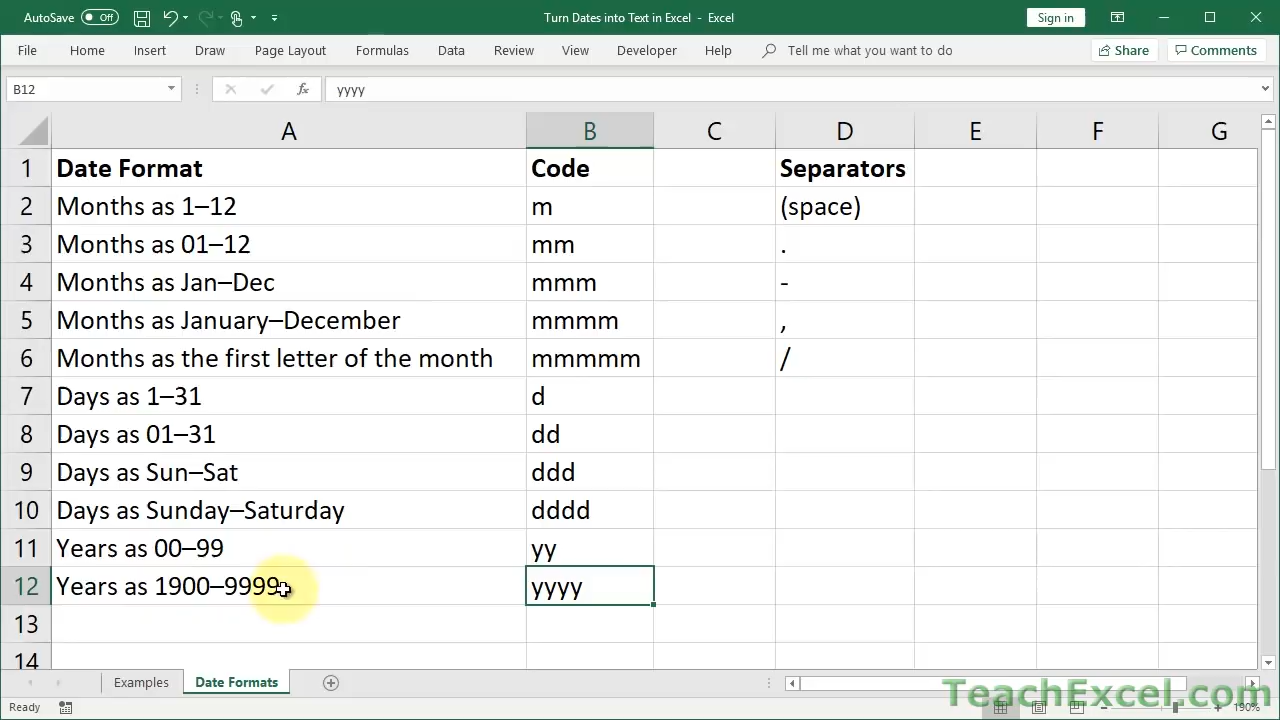 AutoSave Off Turn Dates into Text in Excel - Excel Sign in
File Home Insert Draw Page Layout Formulas Data Review View Developer Help Tell me what you want to do Share Comments
B12 fx yyyy
A B C D E F G
1 Date Format Code Separators
2 Months as 1–12 m (space)
3 Months as 01–12 mm .
4 Months as Jan–Dec mmm -
5 Months as January–December mmmm ,
6 Months as the first letter of the month mmmmm /
7 Days as 1–31 d
8 Days as 01–31 dd
9 Days as Sun–Sat ddd
10 Days as Sunday–Saturday dddd
11 Years as 00–99 yy
12 Years as 1900–9999 yyyy
13
14
Examples Date Formats
TeachExcel.com
Ready 190%